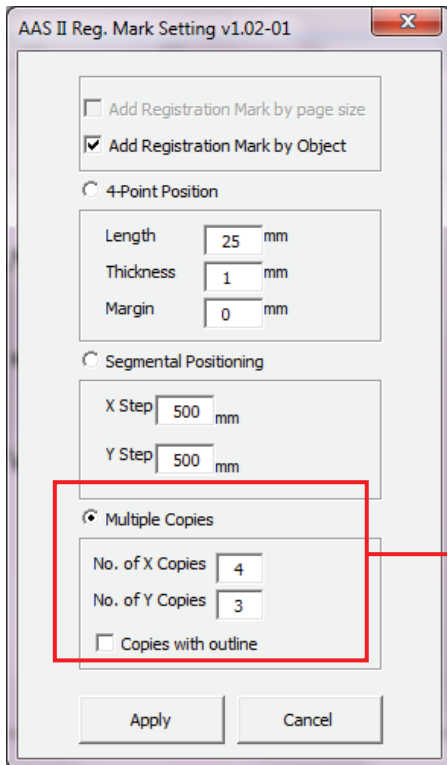 AAS II Reg. Mark Setting v1.02-01
Add Registration Mark by page size
Add Registration Mark by Object
4-Point Position
Length 25 mm
Thickness 1 mm
Margin 0 mm
Segmental Positioning
X Step 500 mm
Y Step 500 mm
Multiple Copies
No. of X Copies 4
No. of Y Copies 3
Copies with outline
Apply Cancel